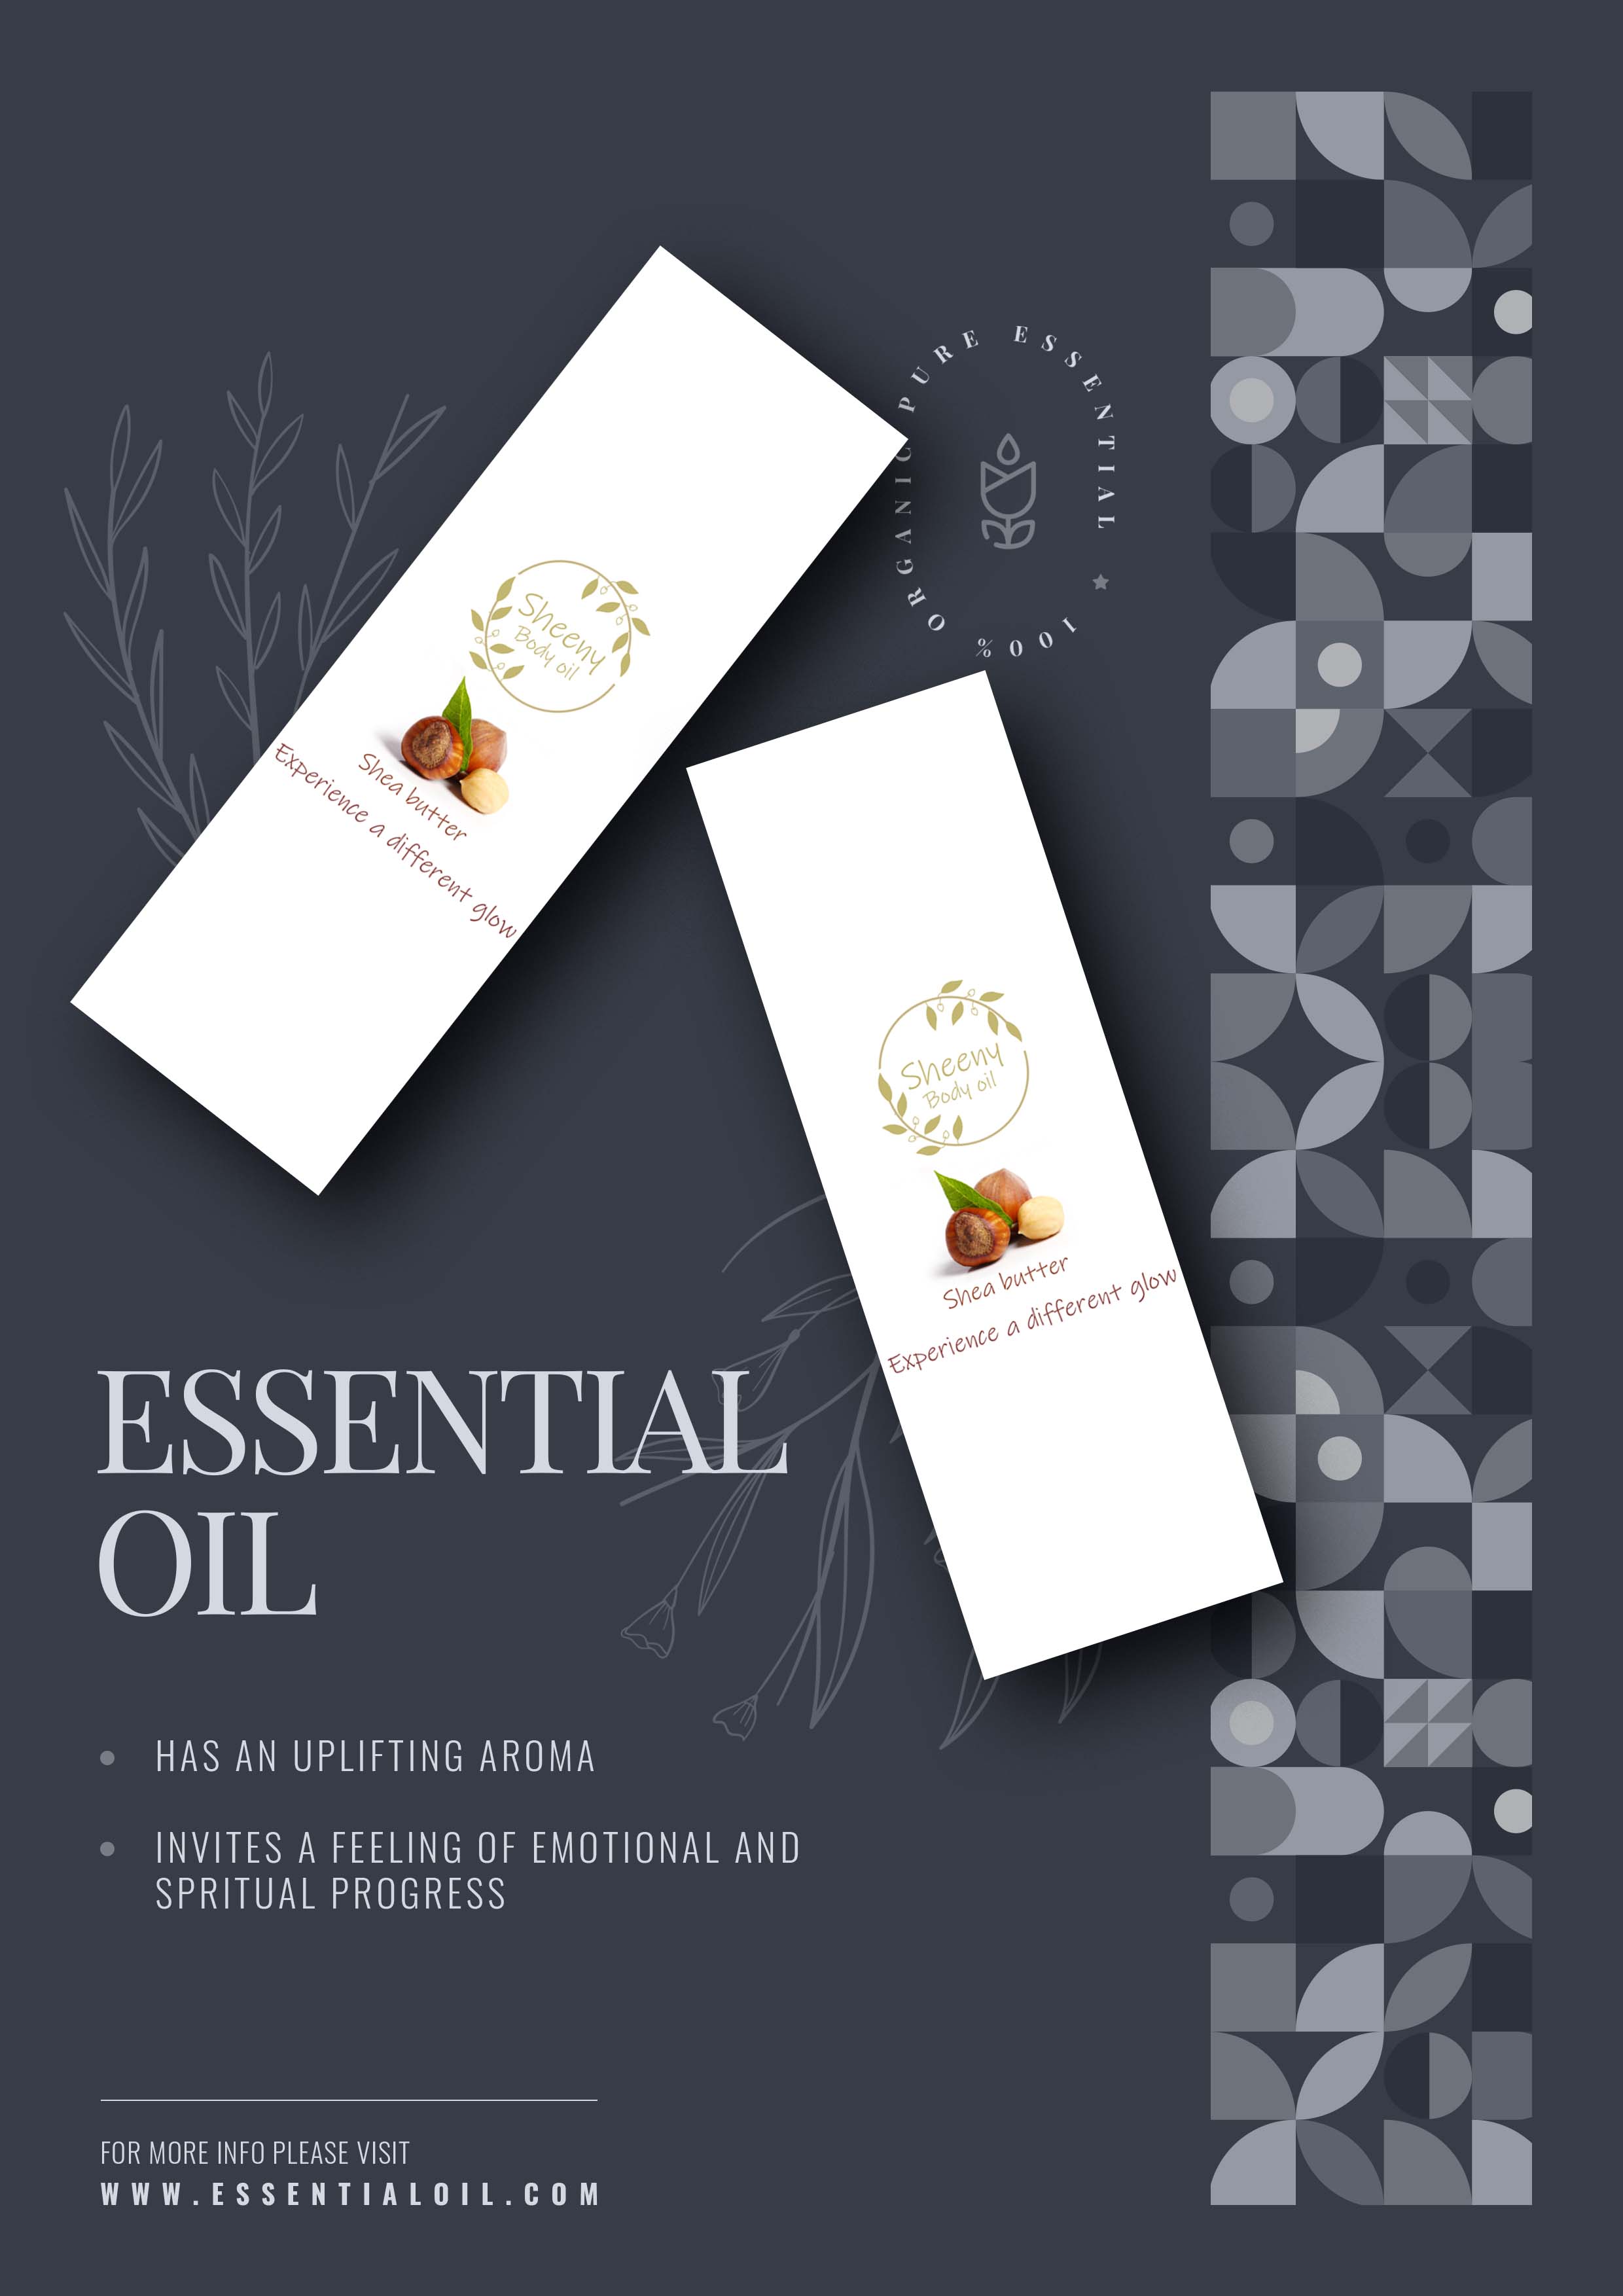 100% ORGANIC PURE ESSENTIAL
Sheeny
Body oil
Shea butter
Experience a different glow
Sheeny
Body oil
Shea butter
Experience a different glow
ESSENTIAL
OIL
HAS AN UPLIFTING AROMA
INVITES A FEELING OF EMOTIONAL AND
SPRITUAL PROGRESS
FOR MORE INFO PLEASE VISIT
WWW.ESSENTIALOIL.COM